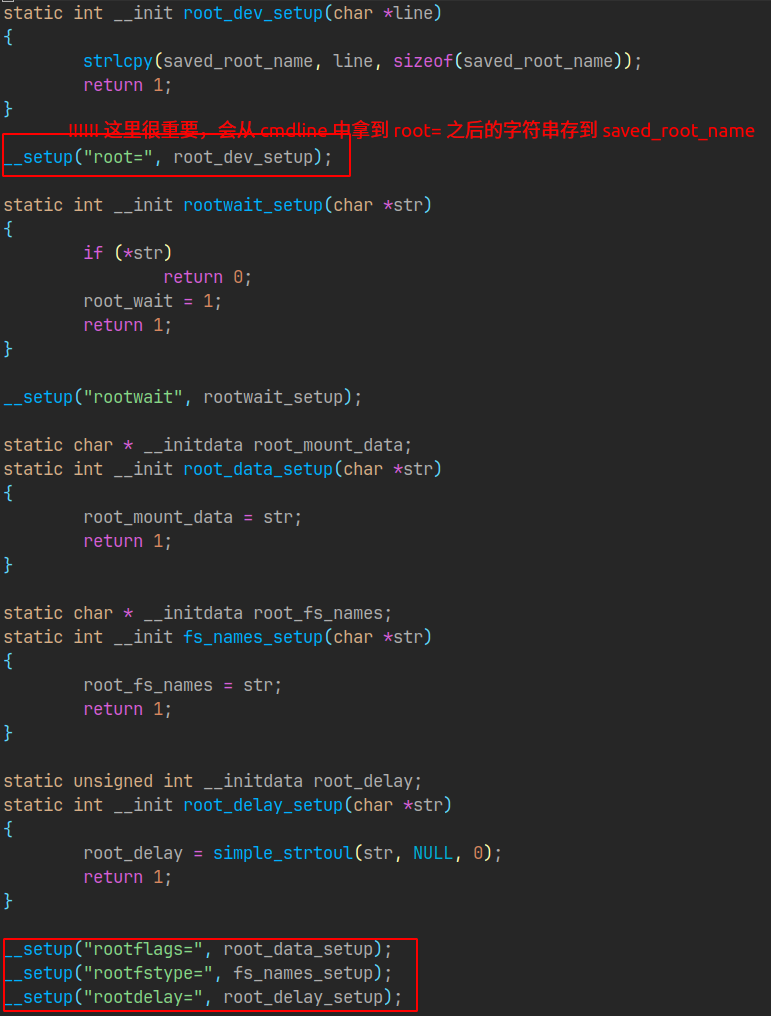 static int __init root_dev_setup(char *line)
{
        strlcpy(saved_root_name, line, sizeof(saved_root_name));
        return 1;
}
!!!!!! 这里很重要，会从 cmdline 中拿到 root= 之后的字符串存到 saved_root_name
__setup("root=", root_dev_setup);

static int __init rootwait_setup(char *str)
{
        if (*str)
                return 0;
        root_wait = 1;
        return 1;
}

__setup("rootwait", rootwait_setup);

static char * __initdata root_mount_data;
static int __init root_data_setup(char *str)
{
        root_mount_data = str;
        return 1;
}

static char * __initdata root_fs_names;
static int __init fs_names_setup(char *str)
{
        root_fs_names = str;
        return 1;
}

static unsigned int __initdata root_delay;
static int __init root_delay_setup(char *str)
{
        root_delay = simple_strtoul(str, NULL, 0);
        return 1;
}

__setup("rootflags=", root_data_setup);
__setup("rootfstype=", fs_names_setup);
__setup("rootdelay=", root_delay_setup);